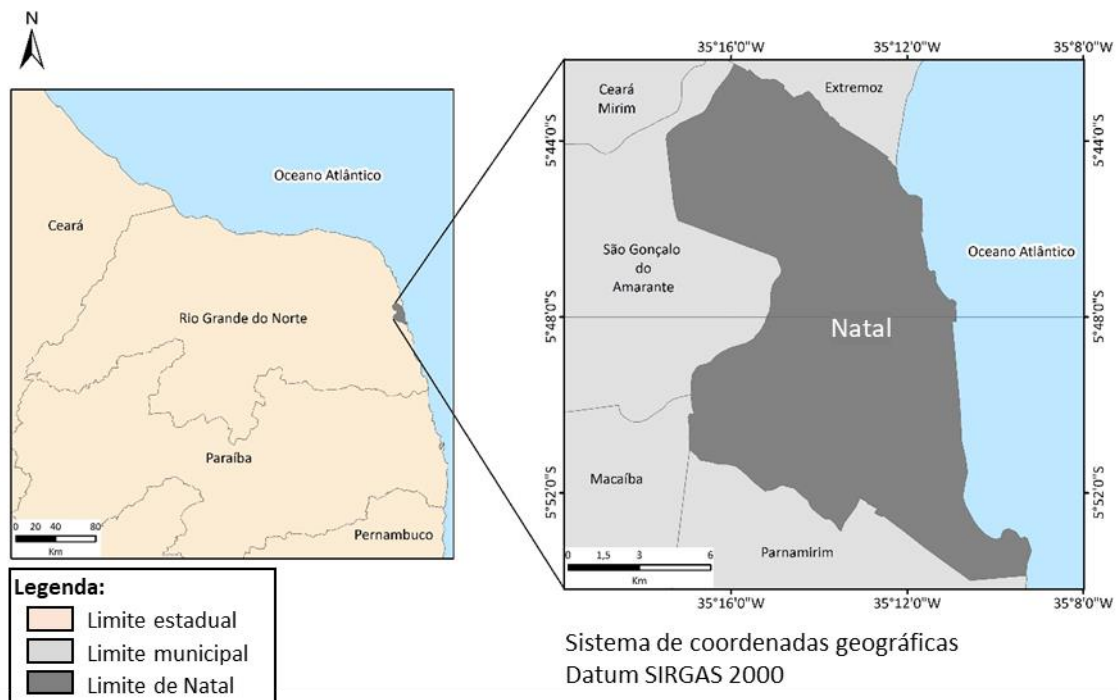 N
Oceano Atlântico
Ceará
Rio Grande do Norte
Paraíba
Pernambuco
0 20 40 80
Km
Legenda:
Limite estadual
Limite municipal
Limite de Natal
35°16'0"W 35°12'0"W 35°8'0"W
Ceará
Mirim
Extremoz
5°44'0"S 5°44'0"S
São Gonçalo
do
Amarante
Oceano Atlântico
5°48'0"S 5°48'0"S
Natal
Macaíba
5°52'0"S 5°52'0"S
Parnamirim
0 1,5 3 6
Km
35°16'0"W 35°12'0"W 35°8'0"W
Sistema de coordenadas geográficas
Datum SIRGAS 2000